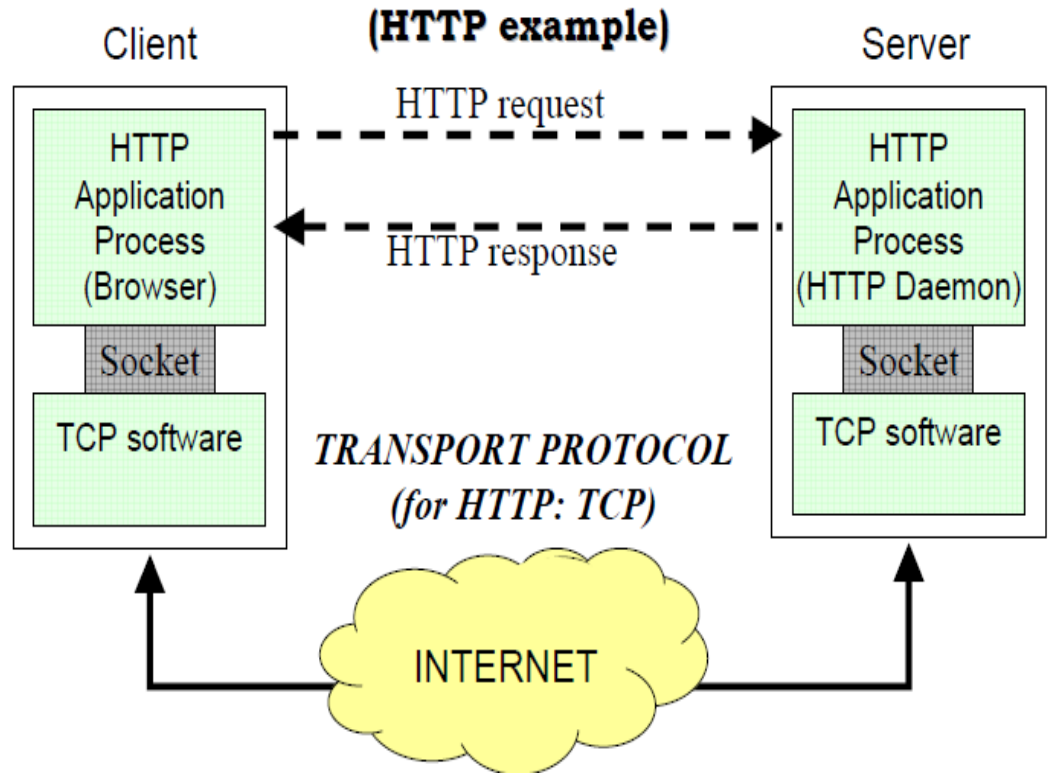 (HTTP example)
Client
Server
HTTP request
HTTP
Application
Process
(Browser)
HTTP
Application
Process
(HTTP Daemon)
HTTP response
Socket
Socket
TCP software
TCP software
TRANSPORT PROTOCOL
(for HTTP: TCP)
INTERNET